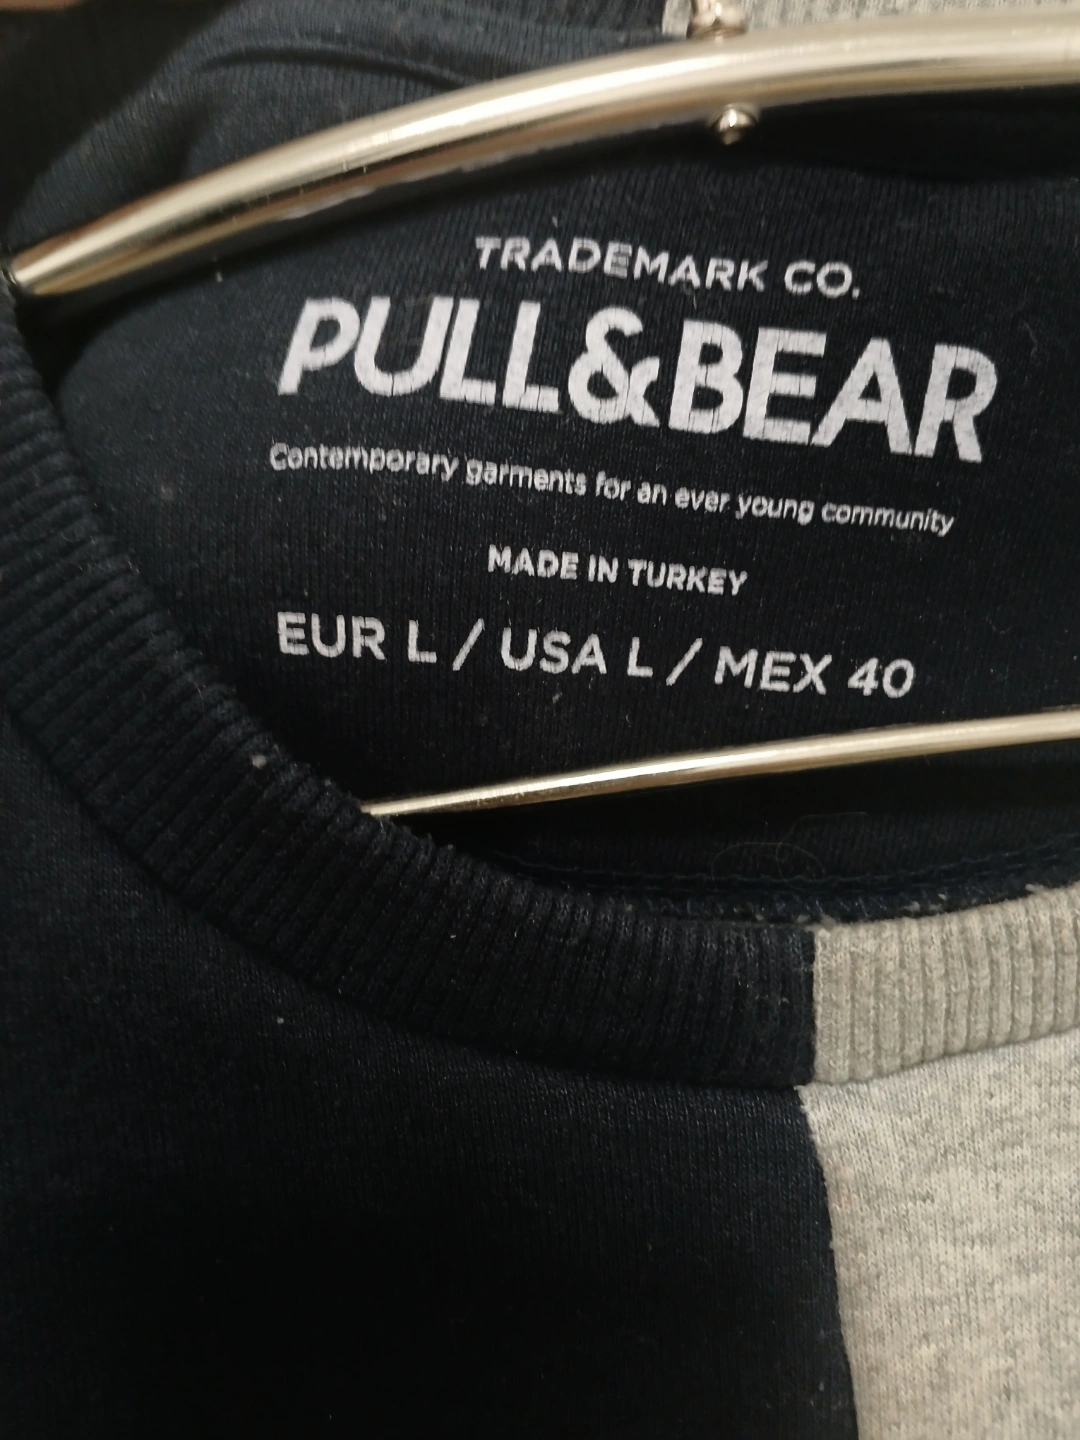 TRADEMARK CO.
PULL&BEAR
Contemporary garments for an ever young community
MADE IN TURKEY
EUR L / USA L / MEX 40